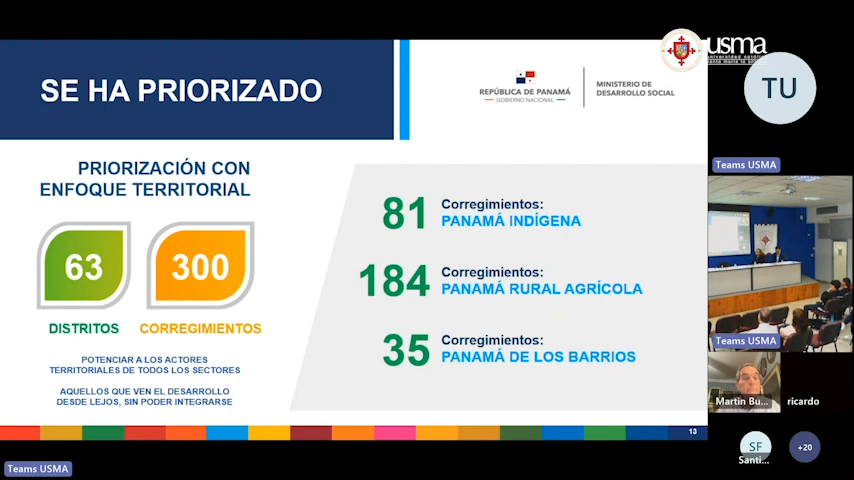 SE HA PRIORIZADO
REPÚBLICA DE PANAMÁ
GOBIERNO NACIONAL
MINISTERIO DE
DESARROLLO SOCIAL
usma
TU
Teams USMA
PRIORIZACIÓN CON
ENFOQUE TERRITORIAL
63
300
DISTRITOS
CORREGIMIENTOS
POTENCIAR A LOS ACTORES
TERRITORIALES DE TODOS LOS SECTORES
AQUELLOS QUE VEN EL DESARROLLO
DESDE LEJOS, SIN PODER INTEGRARSE
81
Corregimientos:
PANAMÁ INDÍGENA
184
Corregimientos:
PANAMÁ RURAL AGRÍCOLA
35
Corregimientos:
PANAMÁ DE LOS BARRIOS
13
Teams USMA
Martin Bu...
ricardo
SF
Santi...
+20
Teams USMA